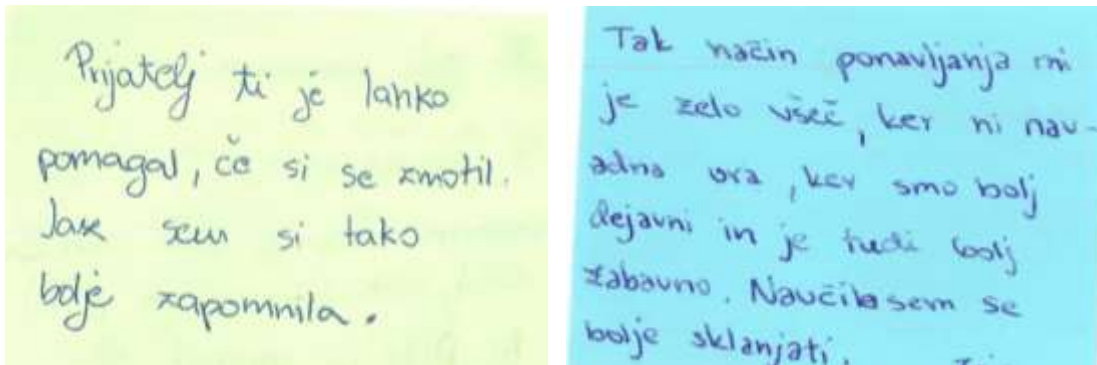 Prijatelj ti je lahko
pomagal, če si se zmotil.
Jaz sem si tako
bolje zapomnila.
Tak način ponavljanja mi
je zelo všeč, ker ni nav-
adna ura, ker smo bolj
dejavni in je tudi bolj
zabavno. Naučila sem se
bolje sklanjati.